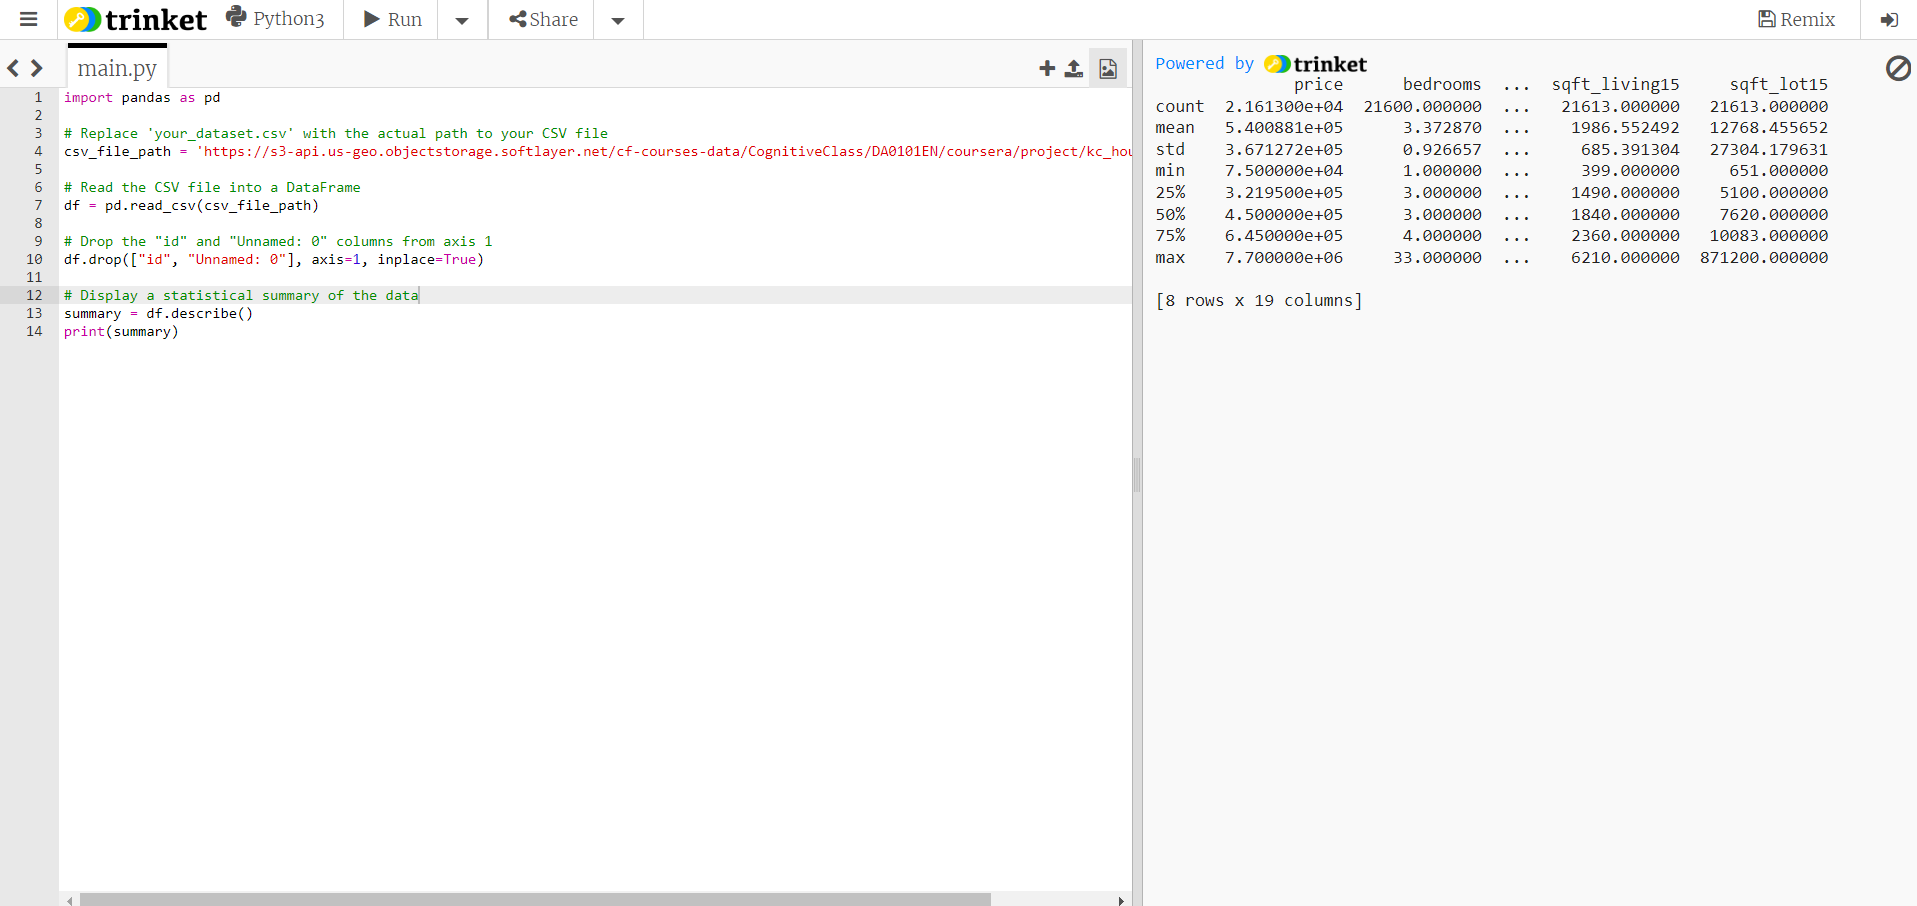 trinket Python3 Run Share Remix
main.py
1 import pandas as pd
2
3 # Replace 'your_dataset.csv' with the actual path to your CSV file
4 csv_file_path = 'https://s3-api.us-geo.objectstorage.softlayer.net/cf-courses-data/CognitiveClass/DA0101EN/coursera/project/kc_hou
5
6 # Read the CSV file into a DataFrame
7 df = pd.read_csv(csv_file_path)
8
9 # Drop the "id" and "Unnamed: 0" columns from axis 1
10 df.drop(["id", "Unnamed: 0"], axis=1, inplace=True)
11
12 # Display a statistical summary of the data
13 summary = df.describe()
14 print(summary)
Powered by trinket
price bedrooms ... sqft_living15 sqft_lot15
count 2.161300e+04 21600.000000 ... 21613.000000 21613.000000
mean 5.400881e+05 3.372870 ... 1986.552492 12768.455652
std 3.671272e+05 0.926657 ... 685.391304 27304.179631
min 7.500000e+04 1.000000 ... 399.000000 651.000000
25% 3.219500e+05 3.000000 ... 1490.000000 5100.000000
50% 4.500000e+05 3.000000 ... 1840.000000 7620.000000
75% 6.450000e+05 4.000000 ... 2360.000000 10083.000000
max 7.700000e+06 33.000000 ... 6210.000000 871200.000000
[8 rows x 19 columns]